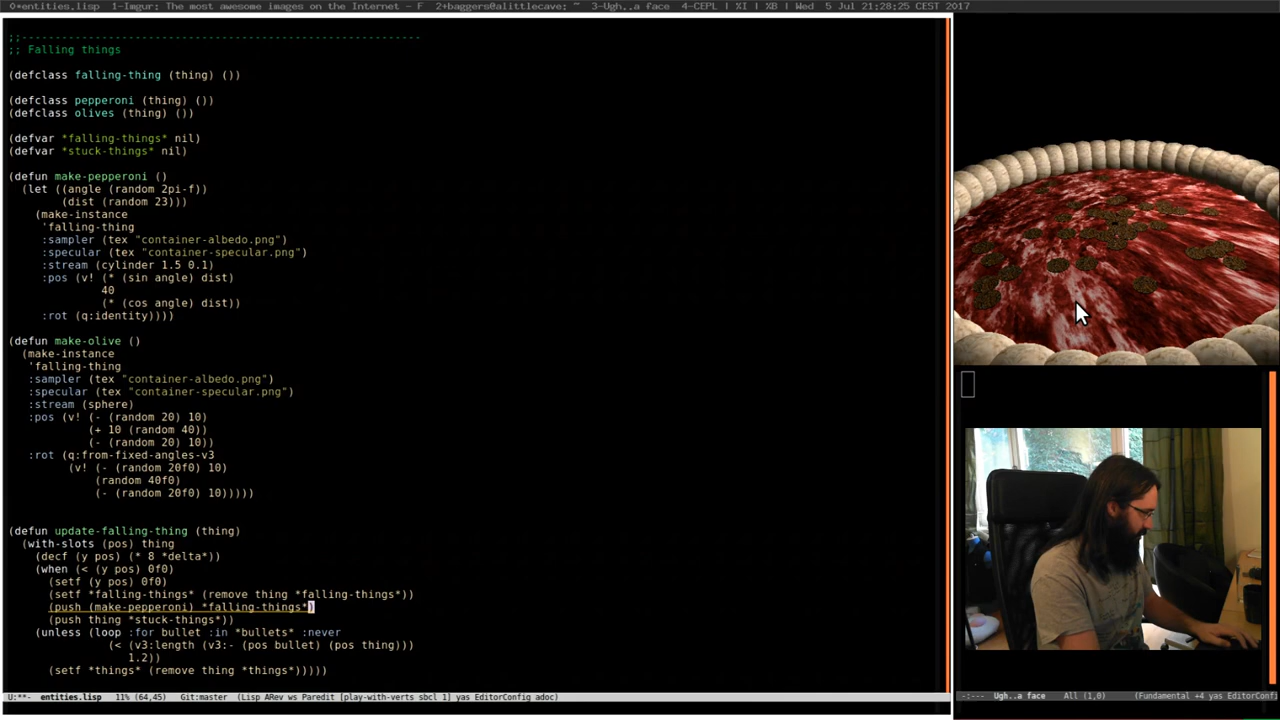 0*entities.lisp  1-Imgur: The most awesome images on the Internet - F  2*baggers@alittlecave: ~  3-Ugh..a face  4-CEPL | %I | %B | Wed  5 Jul 21:28:25 CEST 2017
;;--------------------------------------------------------------
;; Falling things
(defclass falling-thing (thing) ())
(defclass pepperoni (thing) ())
(defclass olives (thing) ())
(defvar *falling-things* nil)
(defvar *stuck-things* nil)
(defun make-pepperoni ()
  (let ((angle (random 2pi-f))
        (dist (random 23)))
    (make-instance
     'falling-thing
     :sampler (tex "container-albedo.png")
     :specular (tex "container-specular.png")
     :stream (cylinder 1.5 0.1)
     :pos (v! (* (sin angle) dist)
              40
              (* (cos angle) dist))
     :rot (q:identity))))
(defun make-olive ()
  (make-instance
   'falling-thing
   :sampler (tex "container-albedo.png")
   :specular (tex "container-specular.png")
   :stream (sphere)
   :pos (v! (- (random 20) 10)
            (+ 10 (random 40))
            (- (random 20) 10))
   :rot (q:from-fixed-angles-v3
         (v! (- (random 20f0) 10)
             (random 40f0)
             (- (random 20f0) 10)))))
(defun update-falling-thing (thing)
  (with-slots (pos) thing
    (decf (y pos) (* 8 *delta*))
    (when (< (y pos) 0f0)
      (setf (y pos) 0f0)
      (setf *falling-things* (remove thing *falling-things*))
      (push (make-pepperoni) *falling-things*)
      (push thing *stuck-things*))
    (unless (loop :for bullet :in *bullets* :never
               (< (v3:length (v3:- (pos bullet) (pos thing)))
                  1.2))
      (setf *things* (remove thing *things*)))))
U:**-  entities.lisp   11% (64,45)   Git:master  (Lisp ARev ws Paredit [play-with-verts sbcl 1] yas EditorConfig adoc)
-:---  Ugh..a face    All (1,0)     (Fundamental +4 yas EditorConfi